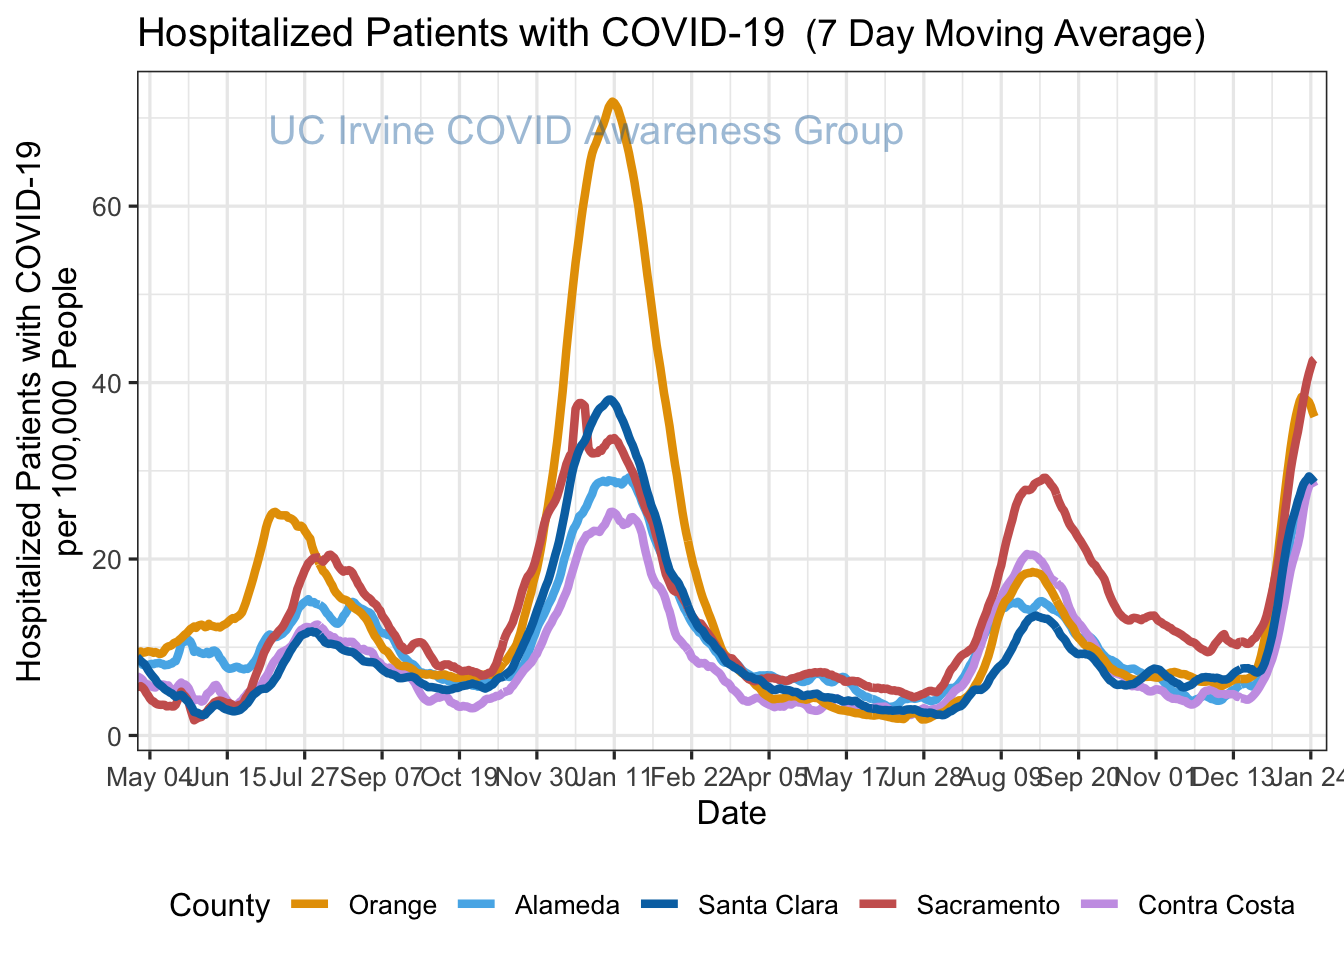 Hospitalized Patients with COVID-19  (7 Day Moving Average)
UC Irvine COVID Awareness Group
Hospitalized Patients with COVID-19
per 100,000 People
60
40
20
0
May 04 Jun 15 Jul 27 Sep 07 Oct 19 Nov 30 Jan 11 Feb 22 Apr 05 May 17 Jun 28 Aug 09 Sep 20 Nov 01 Dec 13 Jan 24
Date
County Orange Alameda Santa Clara Sacramento Contra Costa